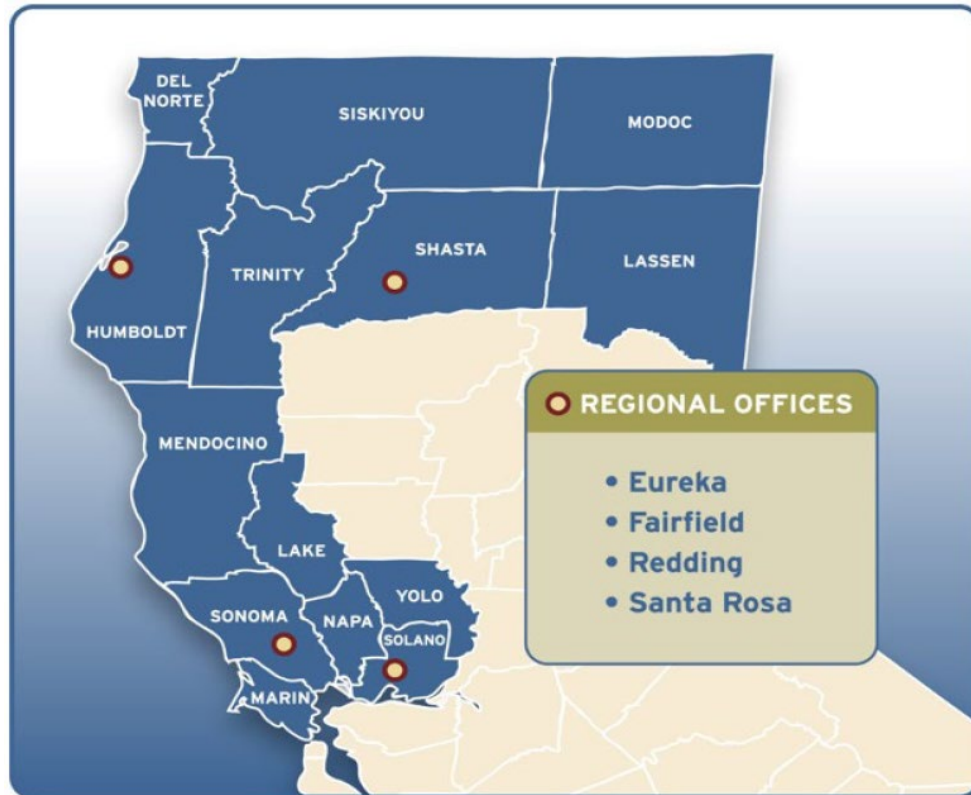 DEL
NORTE
SISKIYOU
MODOC
SHASTA
LASSEN
TRINITY
HUMBOLDT
REGIONAL OFFICES
MENDOCINO
• Eureka
• Fairfield
• Redding
• Santa Rosa
LAKE
YOLO
SONOMA
NAPA
SOLANO
MARIN